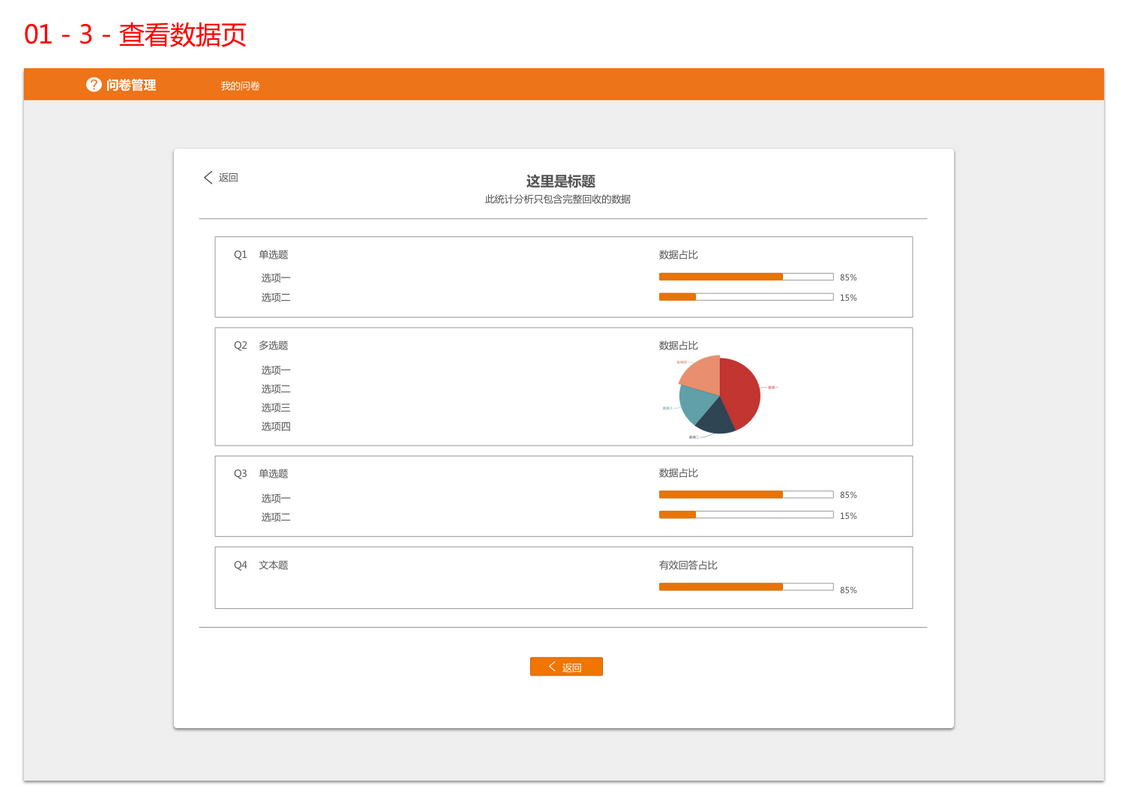 01 - 3 - 查看数据页
? 问卷管理 我的问卷
返回
这里是标题
此统计分析只包含完整回收的数据
Q1 单选题 数据占比
选项一 85%
选项二 15%
Q2 多选题 数据占比
选项一
选项二
选项三
选项四
Q3 单选题 数据占比
选项一 85%
选项二 15%
Q4 文本题 有效回答占比
85%
返回